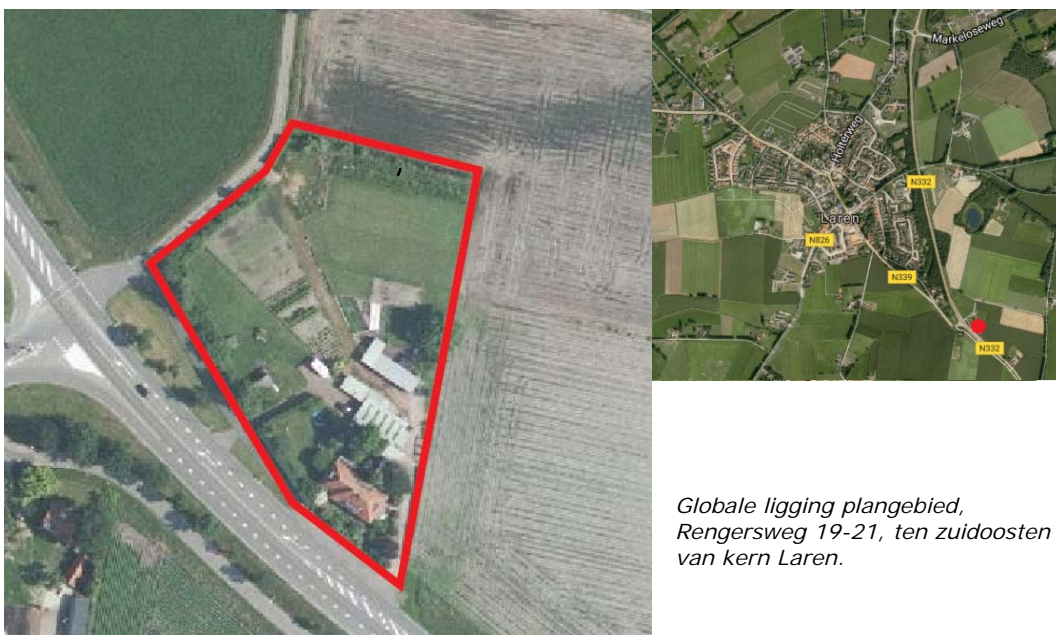 Markeloseweg
Holterweg
N332
Laren
N826
N339
N332
Globale ligging plangebied,
Rengersweg 19-21, ten zuidoosten
van kern Laren.